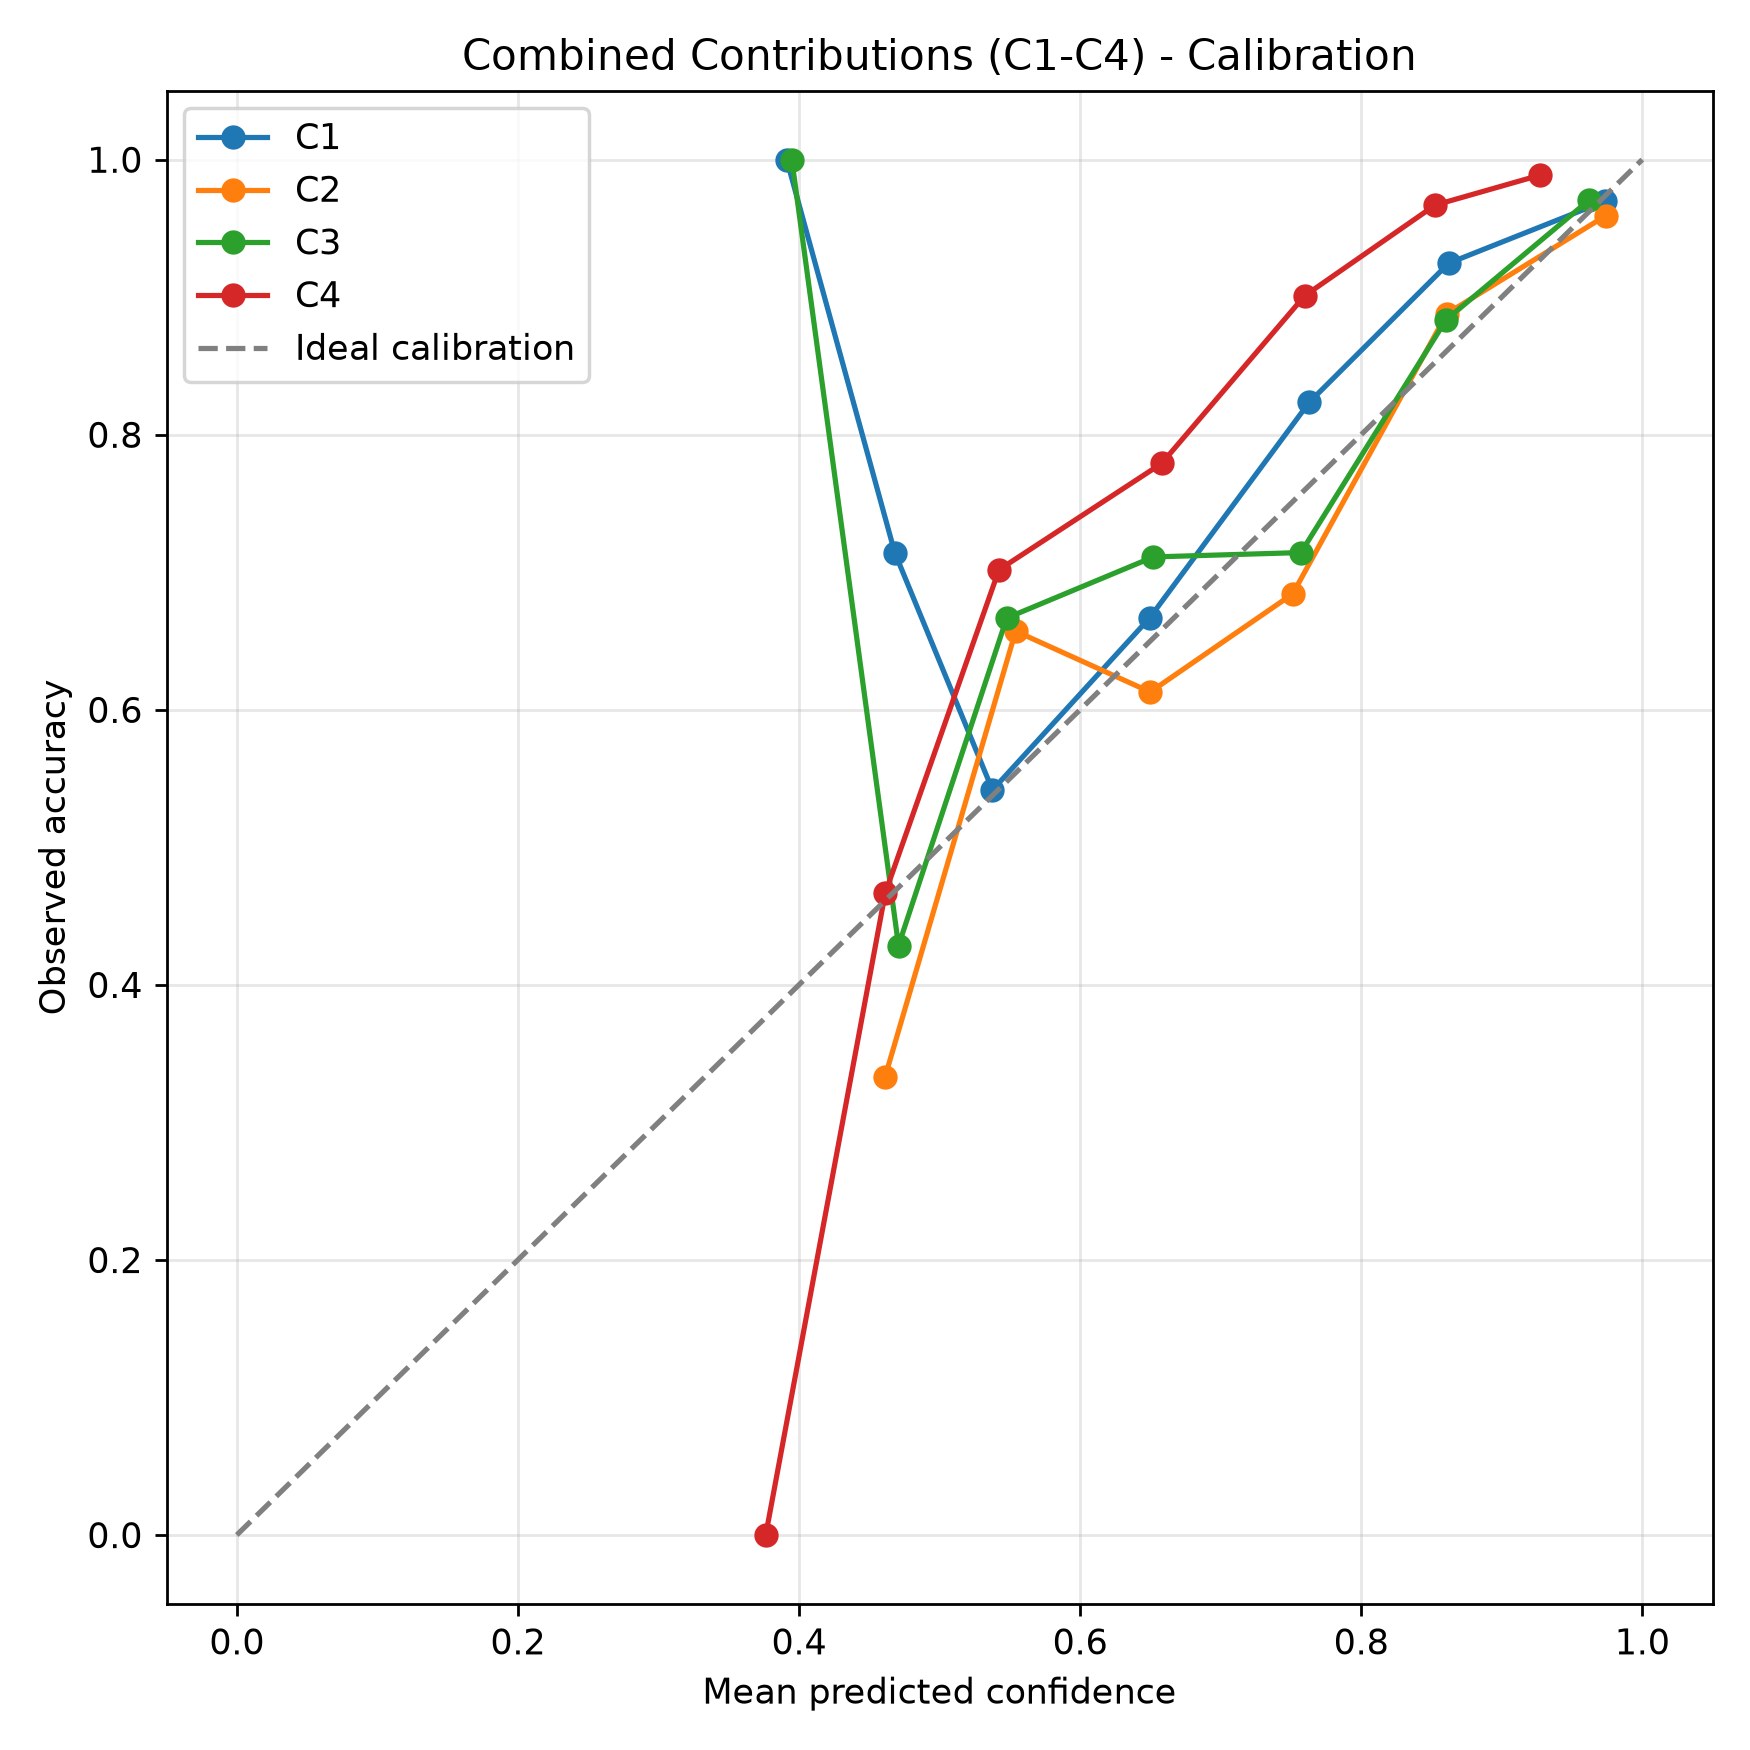 Combined Contributions (C1-C4) - Calibration
C1
C2
C3
C4
Ideal calibration
1.0
0.8
0.6
0.4
0.2
0.0
Observed accuracy
0.0 0.2 0.4 0.6 0.8 1.0
Mean predicted confidence